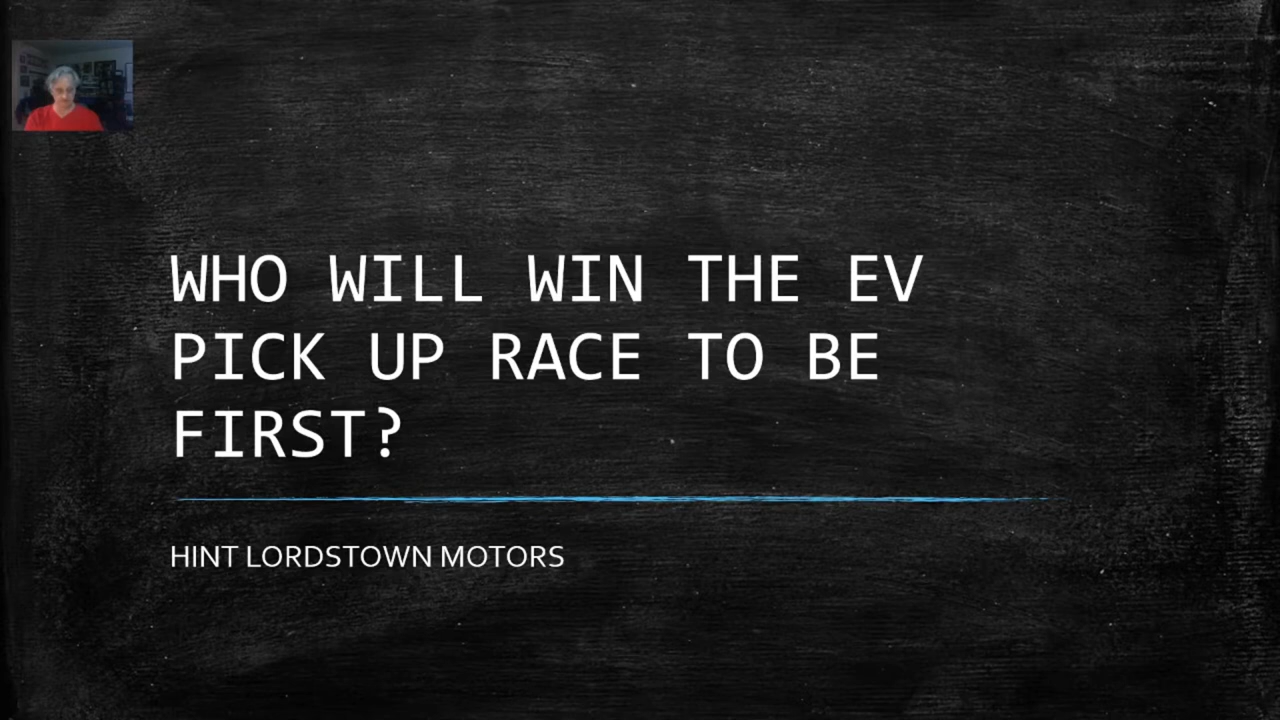 WHO WILL WIN THE EV
PICK UP RACE TO BE
FIRST?
HINT LORDSTOWN MOTORS